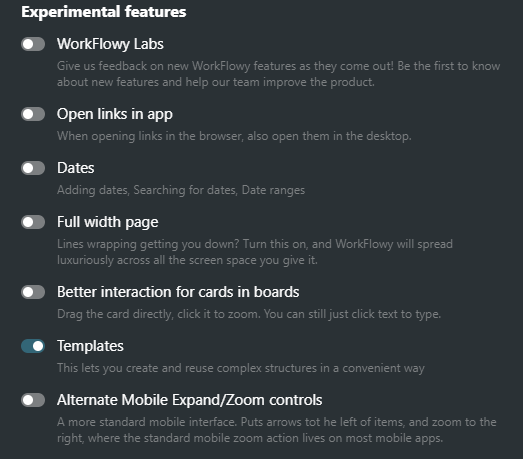 Experimental features
WorkFlowy Labs
Give us feedback on new WorkFlowy features as they come out! Be the first to know
about new features and help our team improve the product.
Open links in app
When opening links in the browser, also open them in the desktop.
Dates
Adding dates, Searching for dates, Date ranges
Full width page
Lines wrapping getting you down? Turn this on, and WorkFlowy will spread
luxuriously across all the screen space you give it.
Better interaction for cards in boards
Drag the card directly, click it to zoom. You can still just click text to type.
Templates
This lets you create and reuse complex structures in a convenient way
Alternate Mobile Expand/Zoom controls
A more standard mobile interface. Puts arrows tot he left of items, and zoom to the
right, where the standard mobile zoom action lives on most mobile apps.